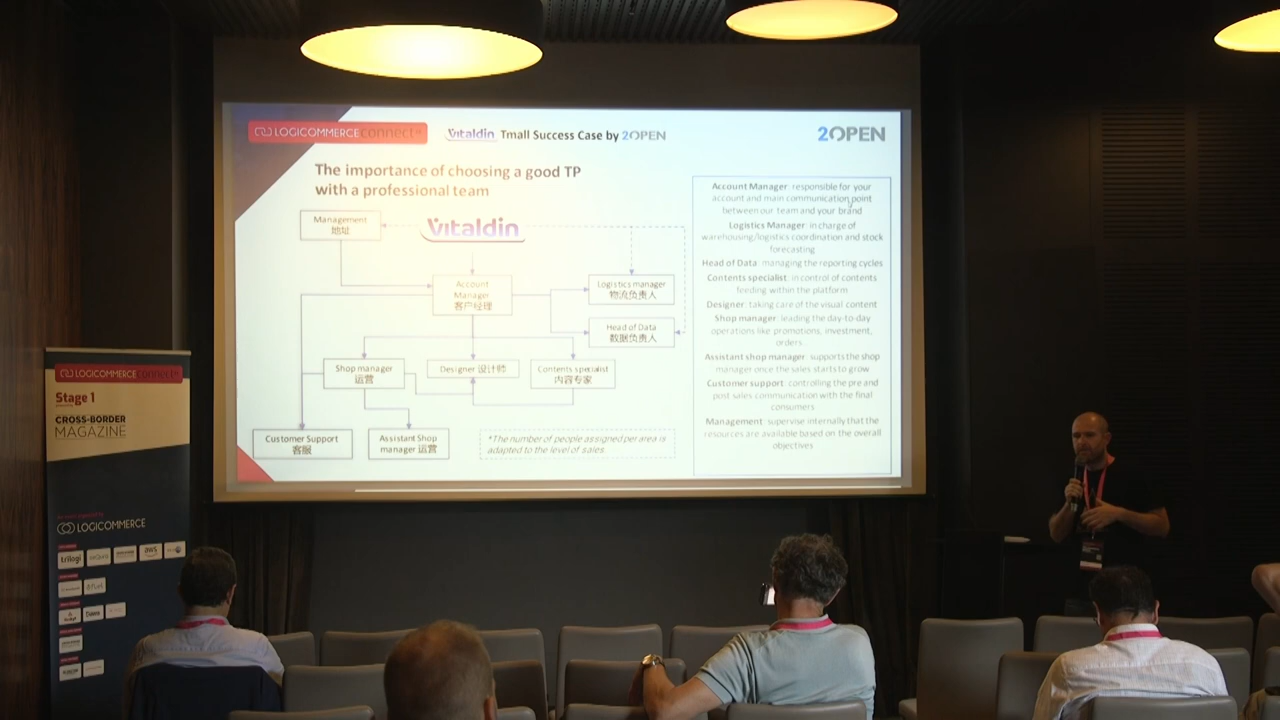 LOGICOMMERCE connect
Vitaldin Tmall Success Case by 2OPEN
2OPEN
The importance of choosing a good TP
with a professional team
Management
地址
Vitaldin
Account
Manager
客户经理
Logistics manager
物流负责人
Head of Data
数据负责人
Shop manager
运营
Designer 设计师
Contents specialist
内容专家
Customer Support
客服
Assistant Shop
manager 运营
*The number of people assigned per area is
adapted to the level of sales
Account Manager: responsible for your
account and main communication point
between our team and your brand
Logistics Manager: in charge of
warehousing/logistics coordination and stock
forecasting
Head of Data: managing the reporting cycles
Contents specialist: in control of contents
feeding within the platform
Designer: taking care of the visual content
Shop manager: leading the day-to-day
operations like promotions, investment,
orders.
Assistant shop manager: supports the shop
manager once the sales starts to grow
Customer support: controlling the pre and
post sales communication with the final
consumers
Management: supervise internally that the
resources are available based on the overall
objectives
LOGICOMMERCE connect
Stage 1
CROSS-BORDER
MAGAZINE
LOGICOMMERCE
trilogi
aws